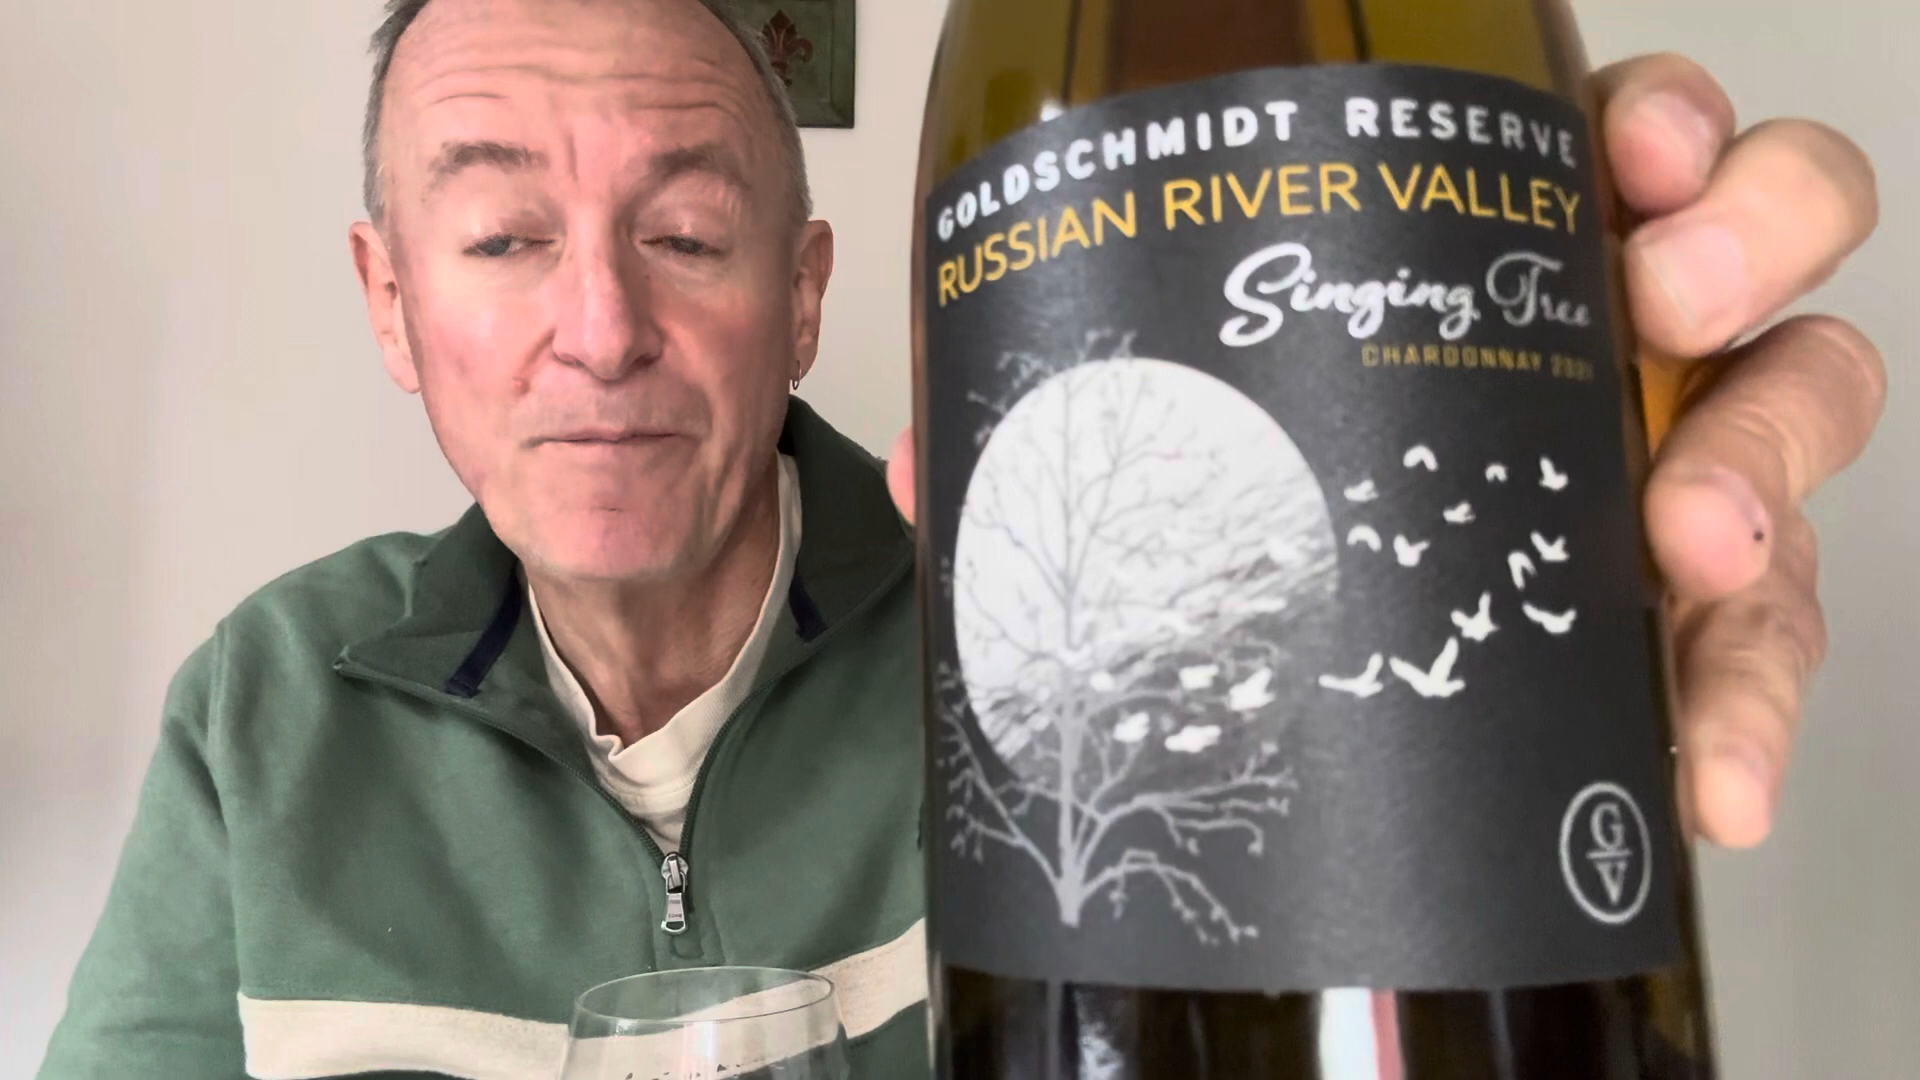 GOLDSCHMIDT RESERVE
RUSSIAN RIVER VALLEY
Singing Tree
CHARDONNAY 2021
G
V